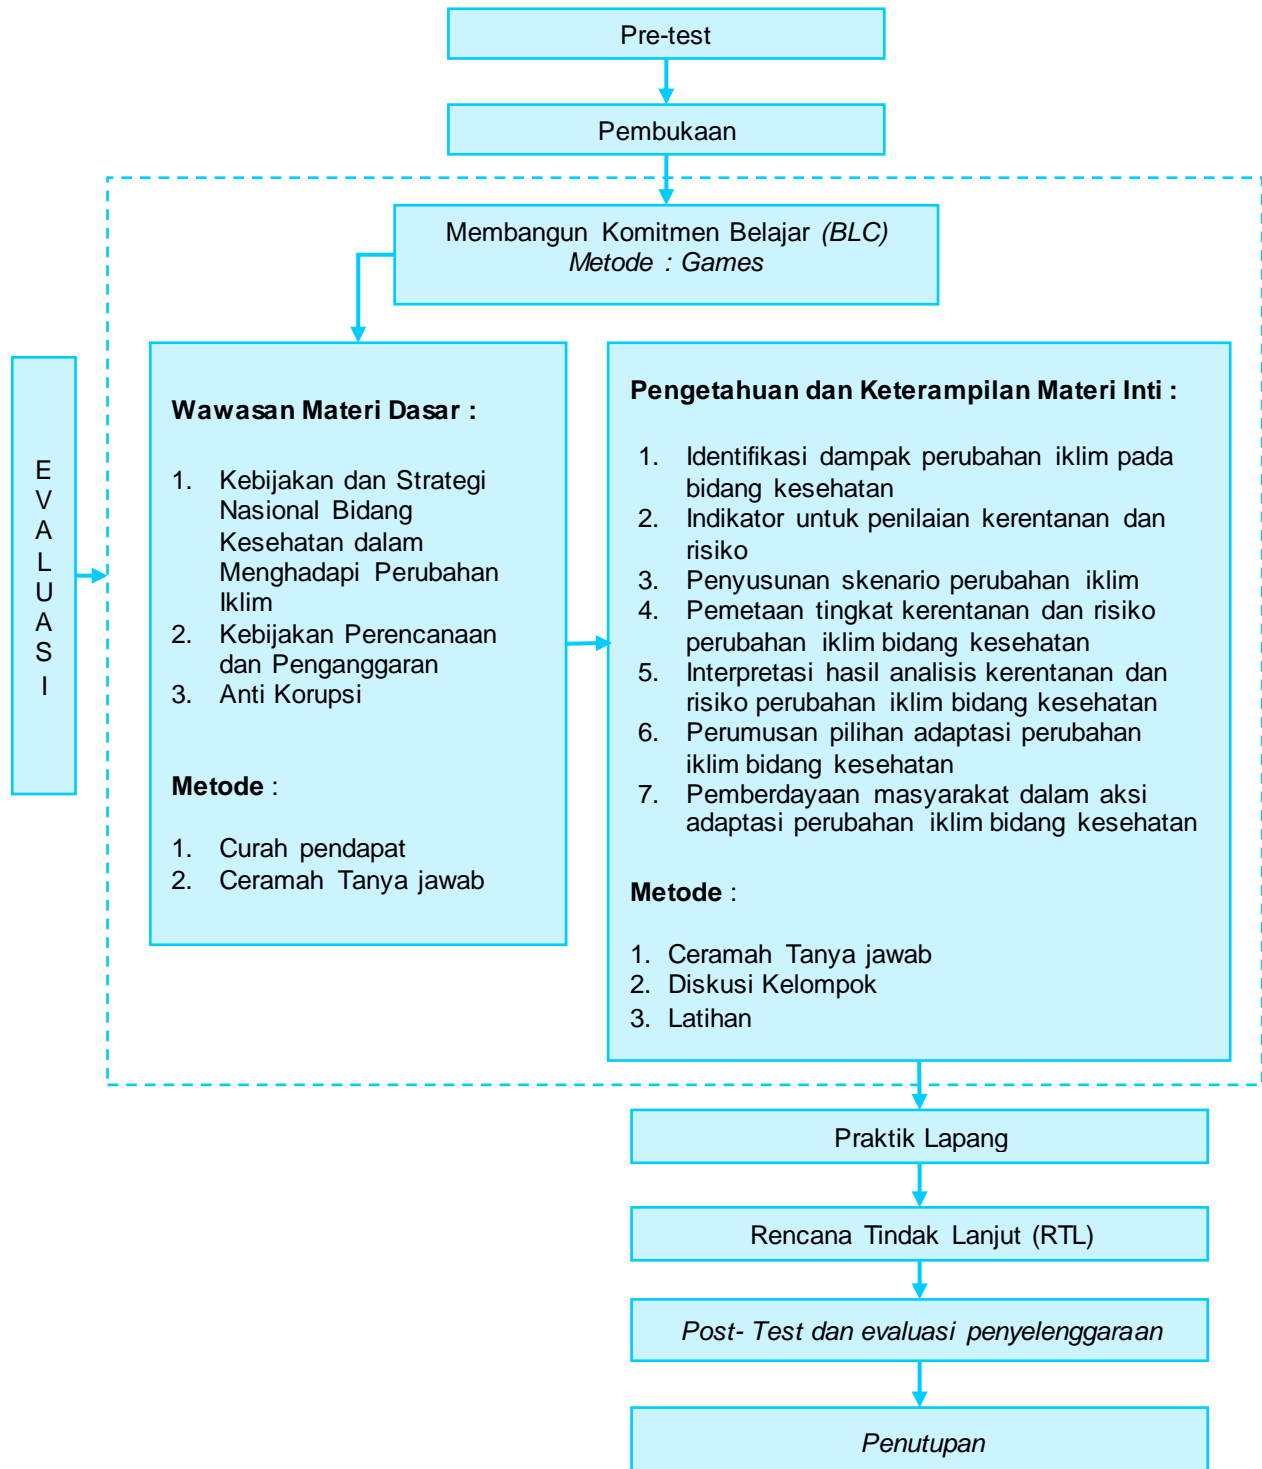 Pre-test
Pembukaan
Membangun Komitmen Belajar (BLC)
Metode : Games
E
V
A
L
U
A
S
I
Wawasan Materi Dasar :
1. Kebijakan dan Strategi
Nasional Bidang
Kesehatan dalam
Menghadapi Perubahan
Iklim
2. Kebijakan Perencanaan
dan Penganggaran
3. Anti Korupsi
Metode :
1. Curah pendapat
2. Ceramah Tanya jawab
Pengetahuan dan Keterampilan Materi Inti :
1. Identifikasi dampak perubahan iklim pada
bidang kesehatan
2. Indikator untuk penilaian kerentanan dan
risiko
3. Penyusunan skenario perubahan iklim
4. Pemetaan tingkat kerentanan dan risiko
perubahan iklim bidang kesehatan
5. Interpretasi hasil analisis kerentanan dan
risiko perubahan iklim bidang kesehatan
6. Perumusan pilihan adaptasi perubahan
iklim bidang kesehatan
7. Pemberdayaan masyarakat dalam aksi
adaptasi perubahan iklim bidang kesehatan
Metode :
1. Ceramah Tanya jawab
2. Diskusi Kelompok
3. Latihan
Praktik Lapang
Rencana Tindak Lanjut (RTL)
Post- Test dan evaluasi penyelenggaraan
Penutupan